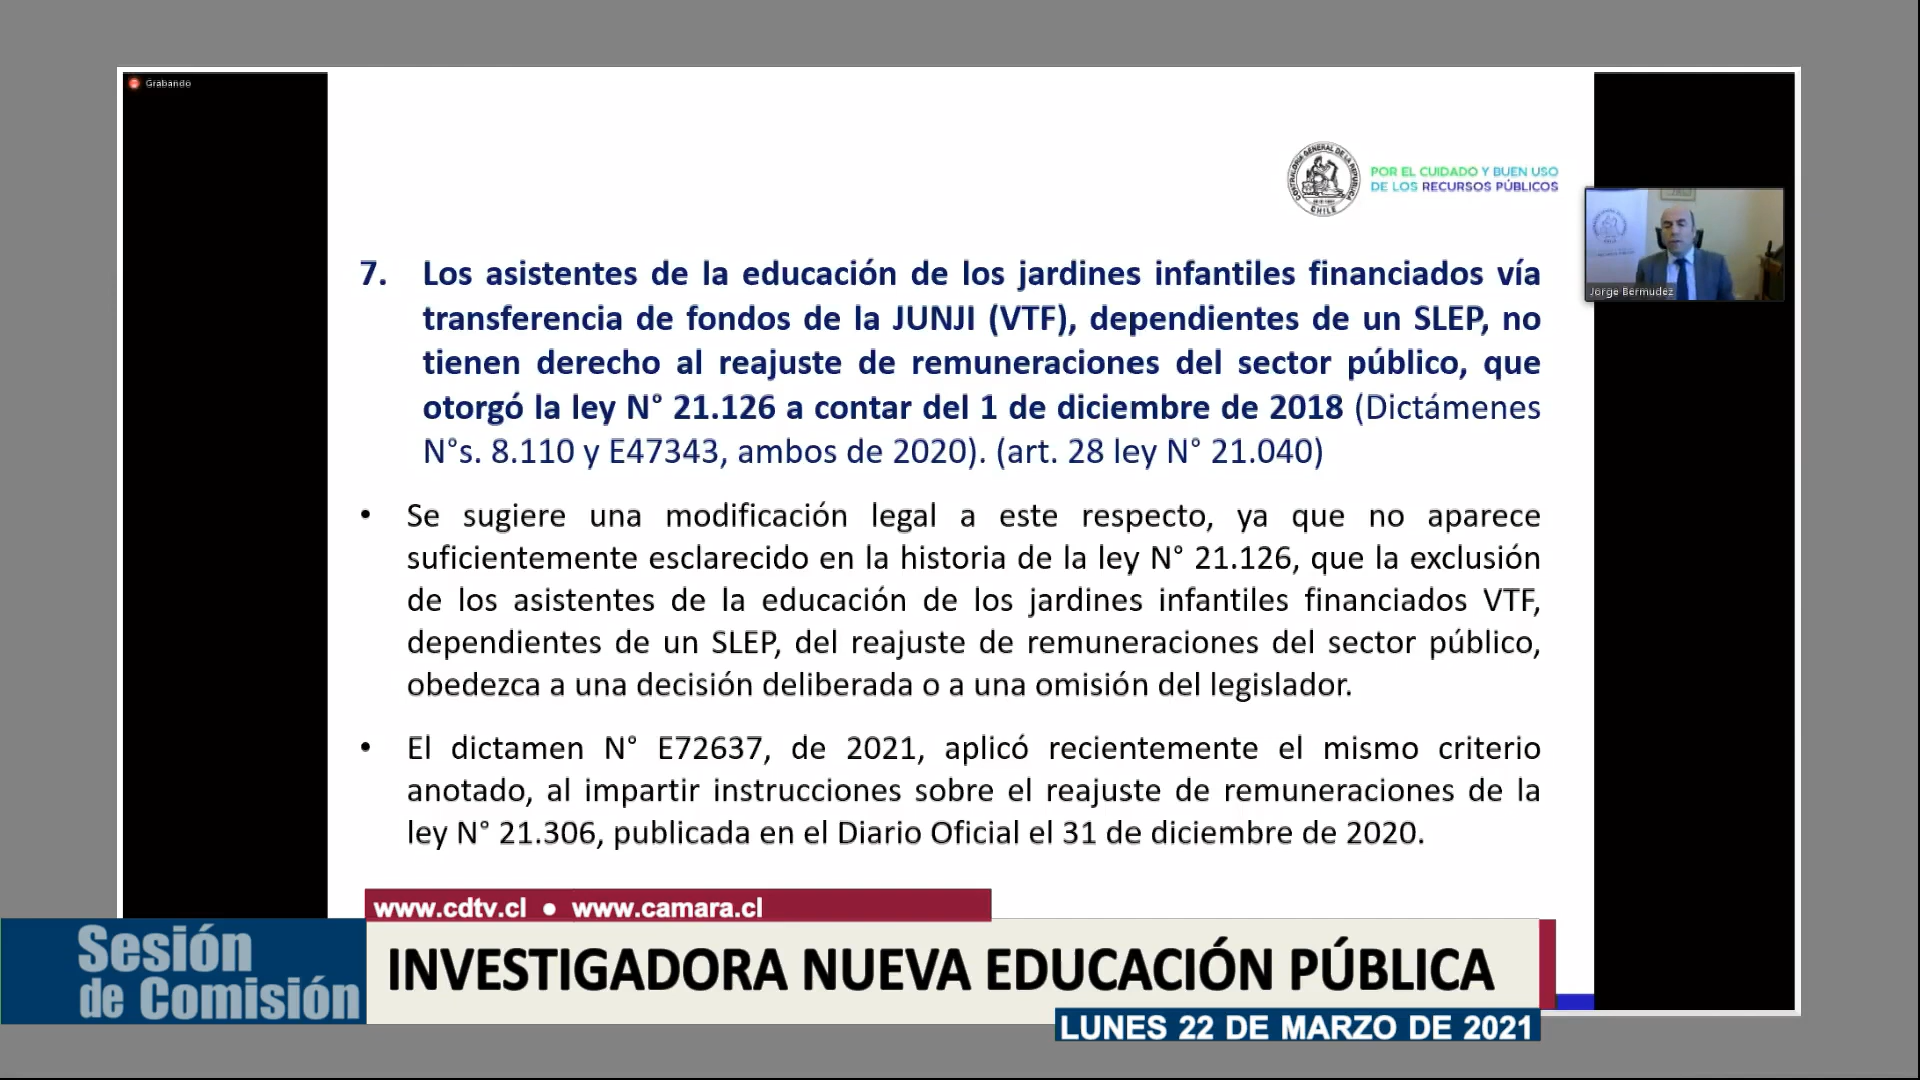 Grabando
CONTRALORÍA GENERAL DE LA REPÚBLICA
CHILE
POR EL CUIDADO Y BUEN USO
DE LOS RECURSOS PÚBLICOS
Jorge Bermudez
7. Los asistentes de la educación de los jardines infantiles financiados vía
transferencia de fondos de la JUNJI (VTF), dependientes de un SLEP, no
tienen derecho al reajuste de remuneraciones del sector público, que
otorgó la ley N° 21.126 a contar del 1 de diciembre de 2018 (Dictámenes
N°s. 8.110 y E47343, ambos de 2020). (art. 28 ley N° 21.040)
• Se sugiere una modificación legal a este respecto, ya que no aparece
suficientemente esclarecido en la historia de la ley N° 21.126, que la exclusión
de los asistentes de la educación de los jardines infantiles financiados VTF,
dependientes de un SLEP, del reajuste de remuneraciones del sector público,
obedezca a una decisión deliberada o a una omisión del legislador.
• El dictamen N° E72637, de 2021, aplicó recientemente el mismo criterio
anotado, al impartir instrucciones sobre el reajuste de remuneraciones de la
ley N° 21.306, publicada en el Diario Oficial el 31 de diciembre de 2020.
www.cdtv.cl • www.camara.cl
Sesión
de Comisión
INVESTIGADORA NUEVA EDUCACIÓN PÚBLICA
LUNES 22 DE MARZO DE 2021